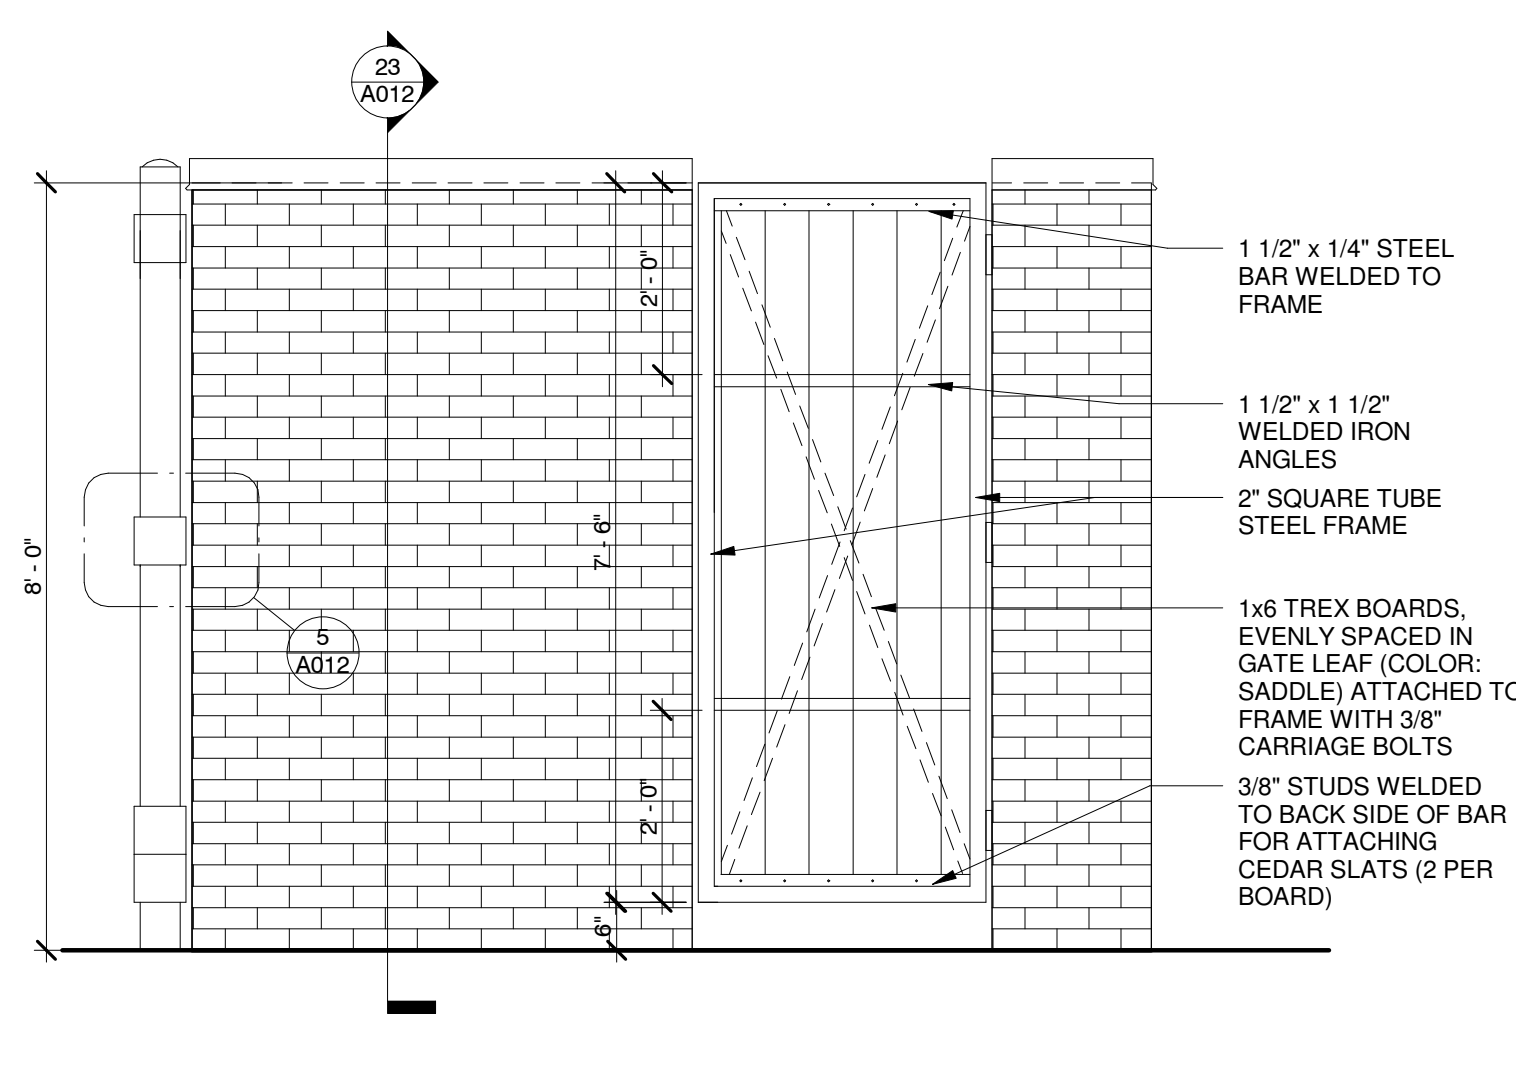 23
A012
1 1/2" x 1/4" STEEL
BAR WELDED TO
FRAME
2' - 0"
1 1/2" x 1 1/2"
WELDED IRON
ANGLES
2" SQUARE TUBE
STEEL FRAME
7' - 6"
8' - 0"
5
A012
1x6 TREX BOARDS,
EVENLY SPACED IN
GATE LEAF (COLOR:
SADDLE) ATTACHED TO
FRAME WITH 3/8"
CARRIAGE BOLTS
2' - 0"
3/8" STUDS WELDED
TO BACK SIDE OF BAR
FOR ATTACHING
CEDAR SLATS (2 PER
BOARD)
6"